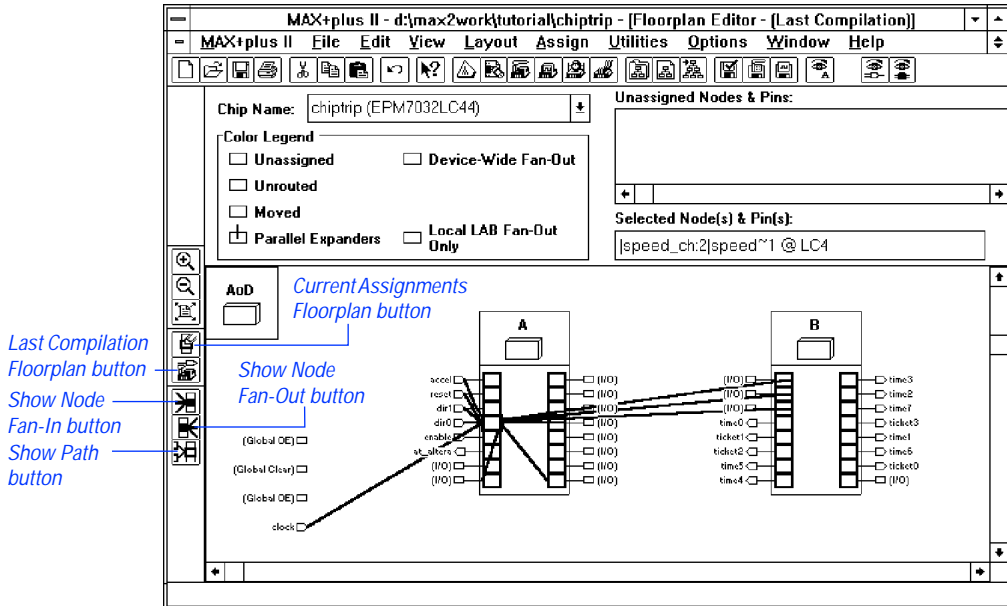 MAX+plus II - d:\max2work\tutorial\chiptrip - [Floorplan Editor - (Last Compilation)]
MAX+plus II File Edit View Layout Assign Utilities Options Window Help
Chip Name: chiptrip (EPM7032LC44)
Color Legend
Unassigned
Device-Wide Fan-Out
Unrouted
Moved
Parallel Expanders
Local LAB Fan-Out
Only
Unassigned Nodes & Pins:
Selected Node(s) & Pin(s):
|speed_ch:2|speed~1 @ LC4
AoD
Current Assignments
Floorplan button
Last Compilation
Floorplan button
Show Node
Fan-In button
Show Path
button
Show Node
Fan-Out button
(Global OE)
(Global Clear)
(Global OE)
clock
A
accel
reset
dir1
dir0
enable
at_altera
(I/O)
(I/O)
(I/O)
(I/O)
(I/O)
(I/O)
(I/O)
(I/O)
(I/O)
(I/O)
B
(I/O)
(I/O)
(I/O)
time0
ticket1
ticket2
time5
time4
time3
time2
time7
ticket3
time1
time6
ticket0
(I/O)